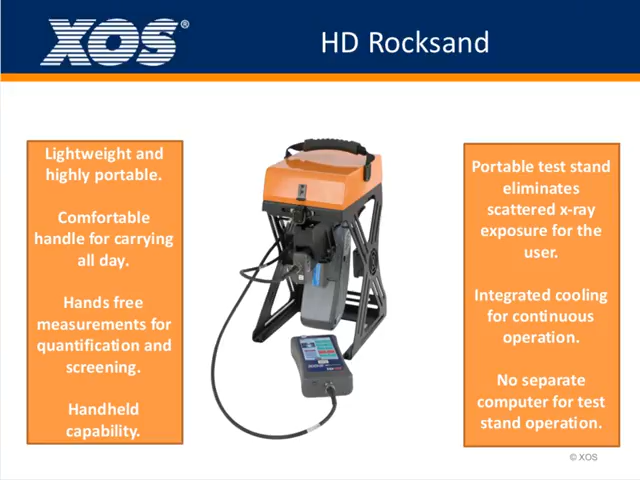 XOS®
HD Rocksand
Lightweight and
highly portable.
Comfortable
handle for carrying
all day.
Hands free
measurements for
quantification and
screening.
Handheld
capability.
Portable test stand
eliminates
scattered x-ray
exposure for the
user.
Integrated cooling
for continuous
operation.
No separate
computer for test
stand operation.
XOS
© XOS